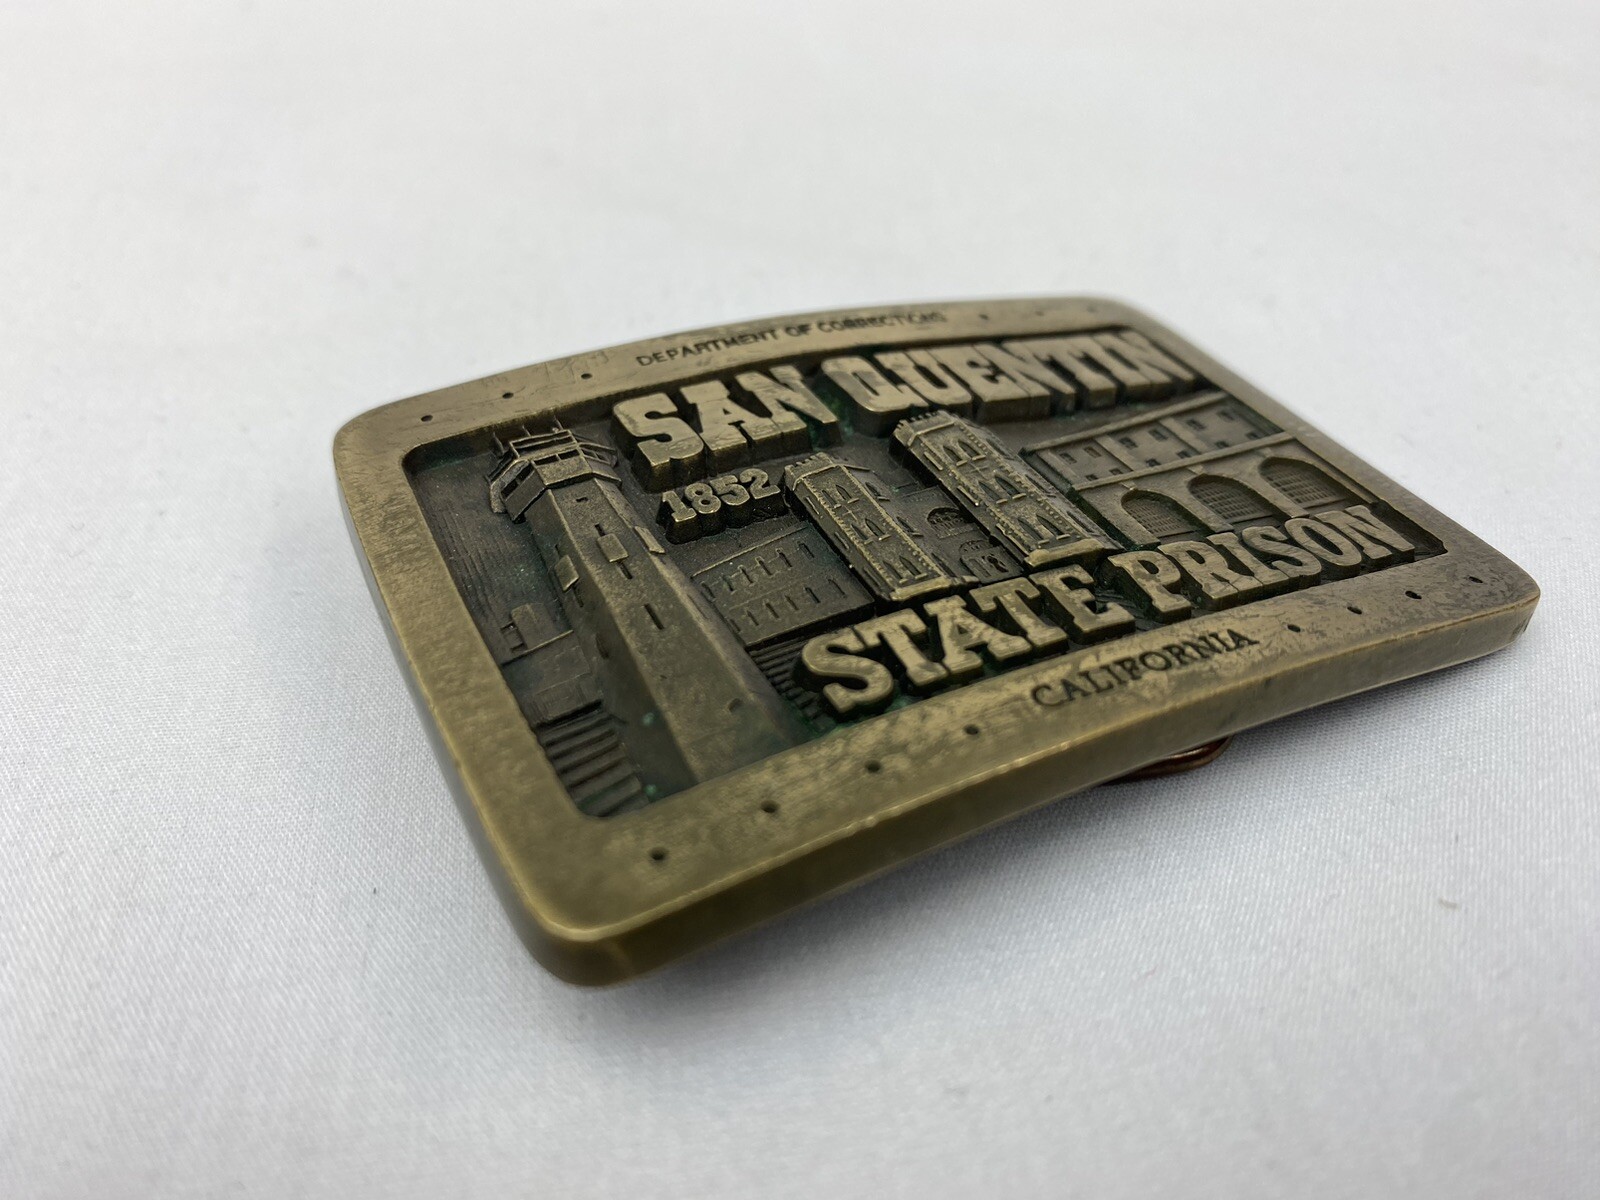 DEPARTMENT OF CORRECTIONS
SAN QUENTIN
1852
STATE PRISON
CALIFORNIA